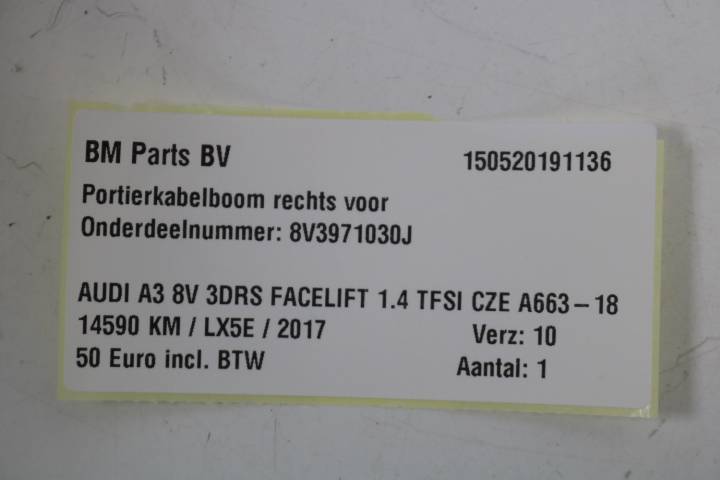 BM Parts BV 150520191136
Portierkabelboom rechts voor
Onderdeelnummer: 8V3971030J
AUDI A3 8V 3DRS FACELIFT 1.4 TFSI CZE A663-18
14590 KM / LX5E / 2017 Verz: 10
50 Euro incl. BTW Aantal: 1